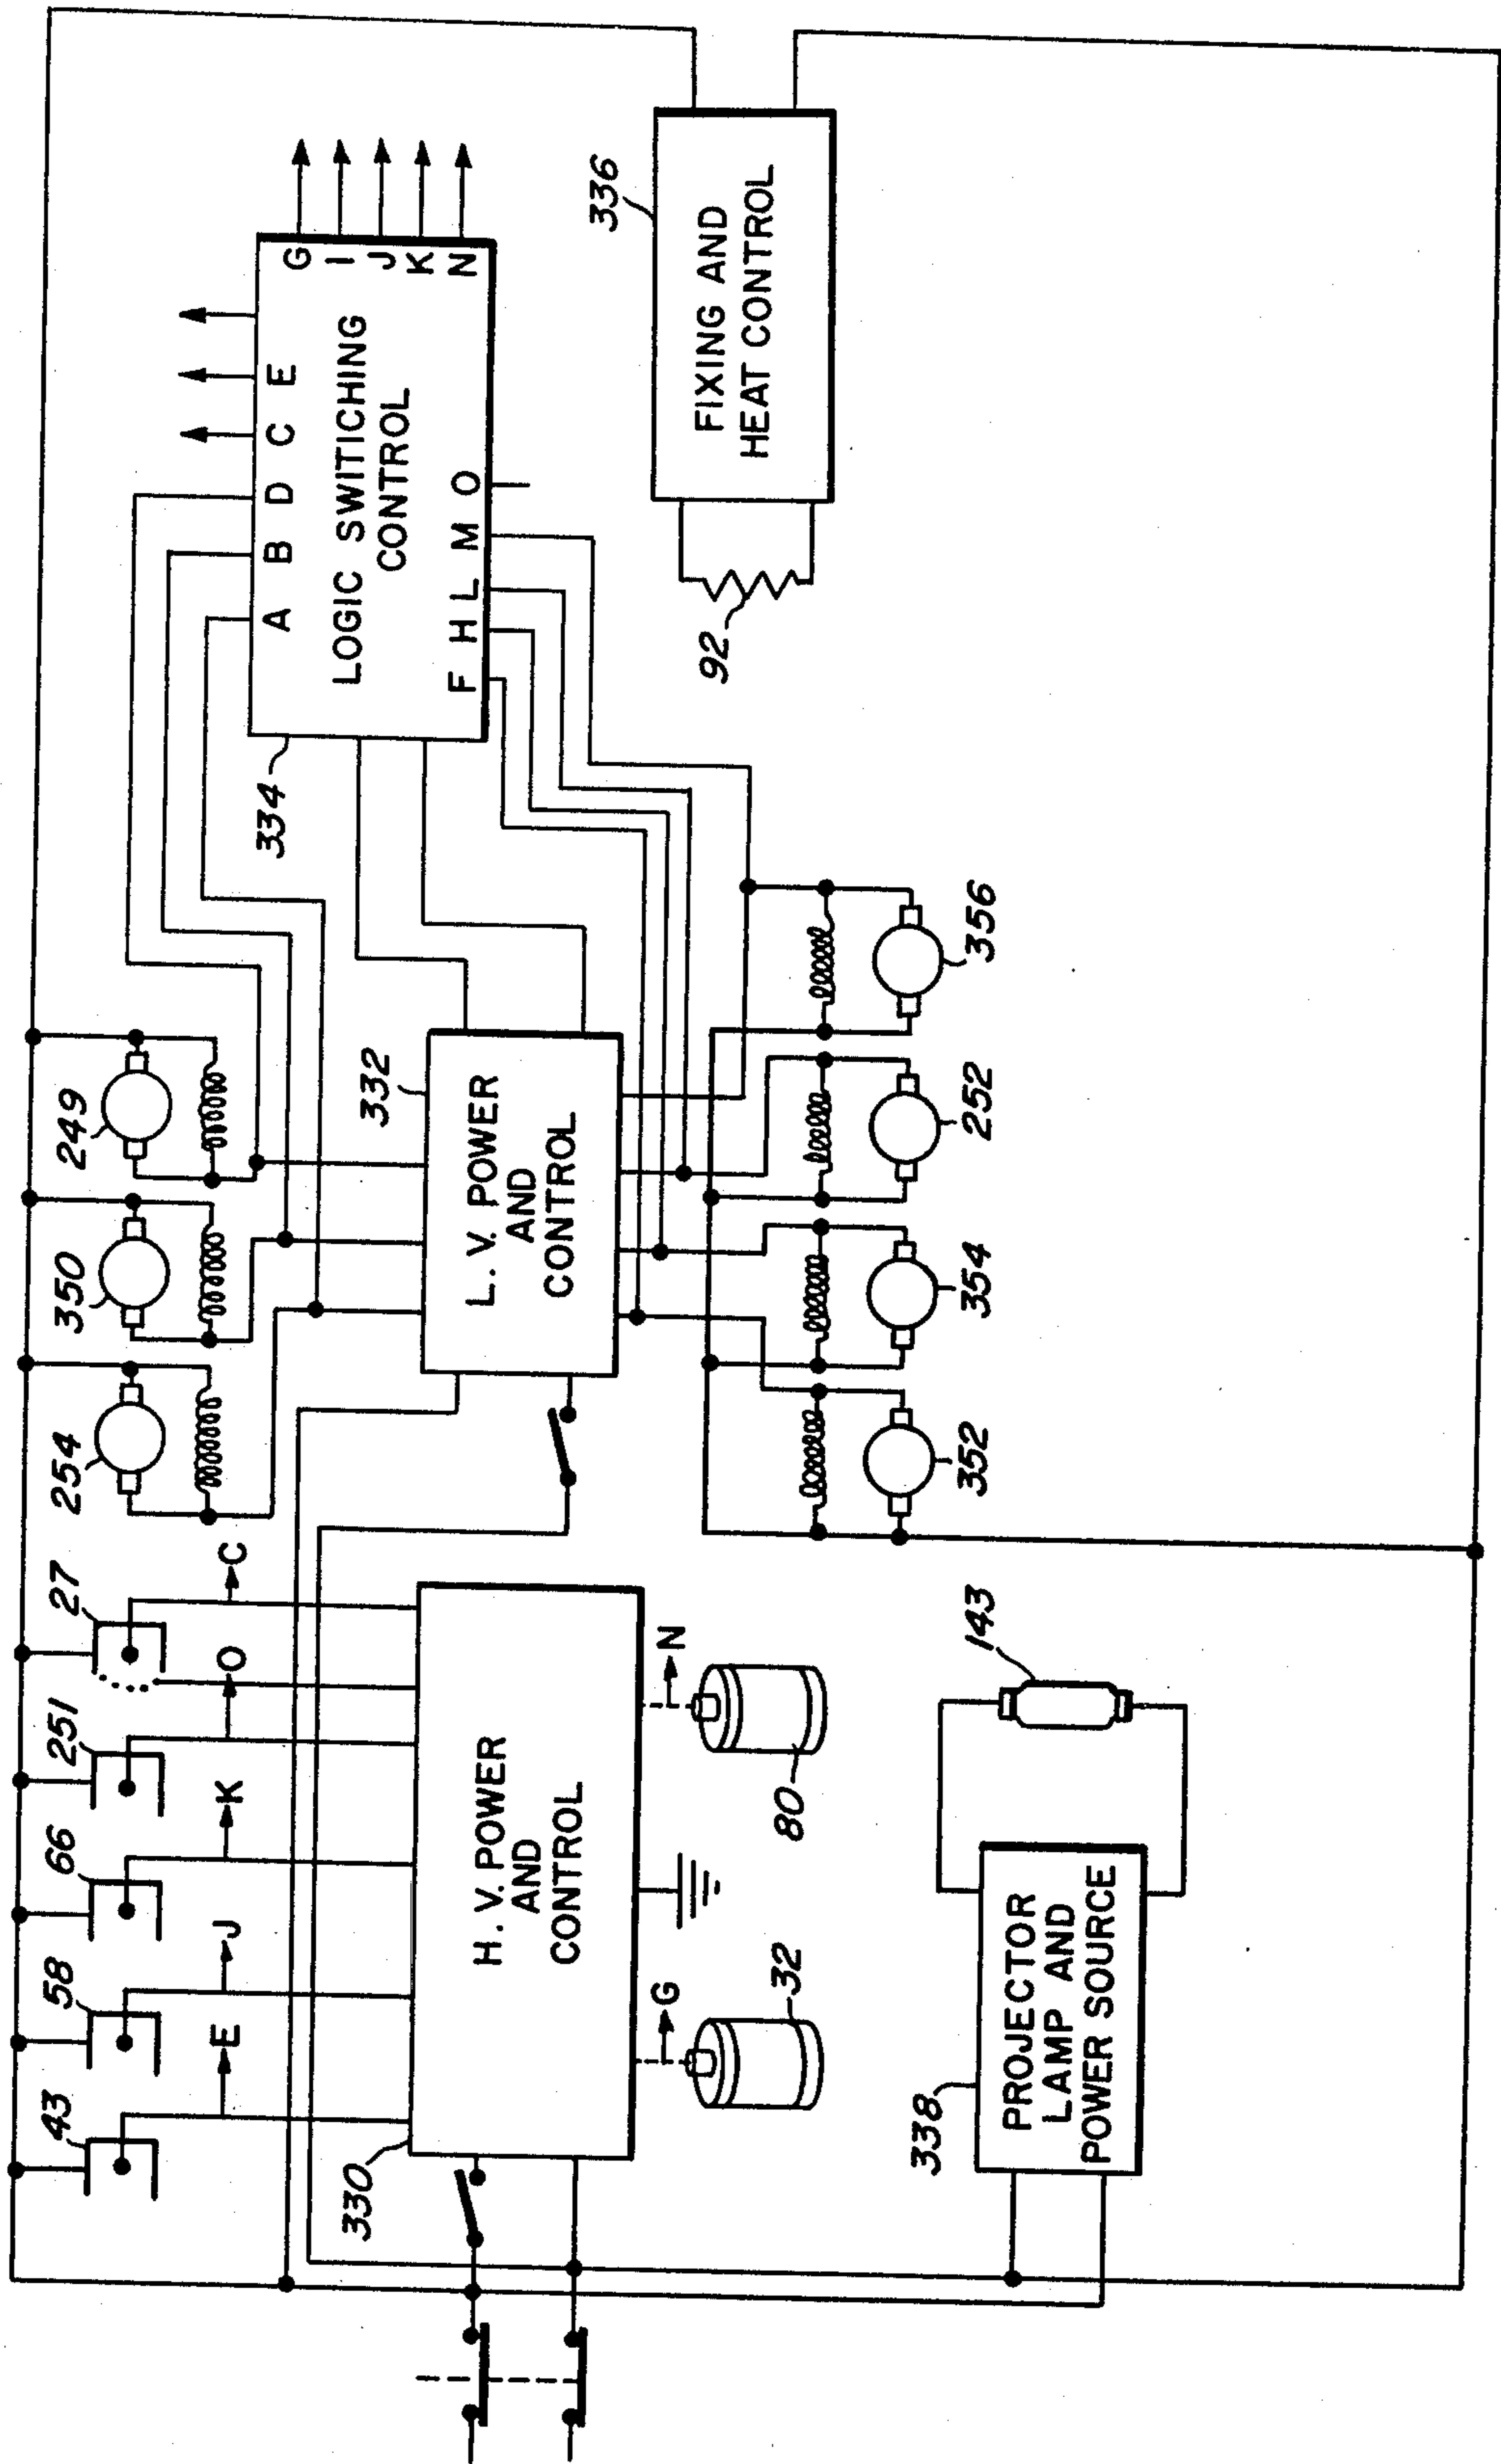 43
58
66
251
27
254
350
249
E
J
K
O
C
330
H. V. POWER
AND
CONTROL
G
N
32
80
332
L. V. POWER
AND
CONTROL
334
A B D C E
LOGIC SWITICHING
CONTROL
F H L M O
G
I
J
K
N
352
354
252
356
336
FIXING AND
HEAT CONTROL
92
338
PROJECTOR
LAMP AND
POWER SOURCE
143